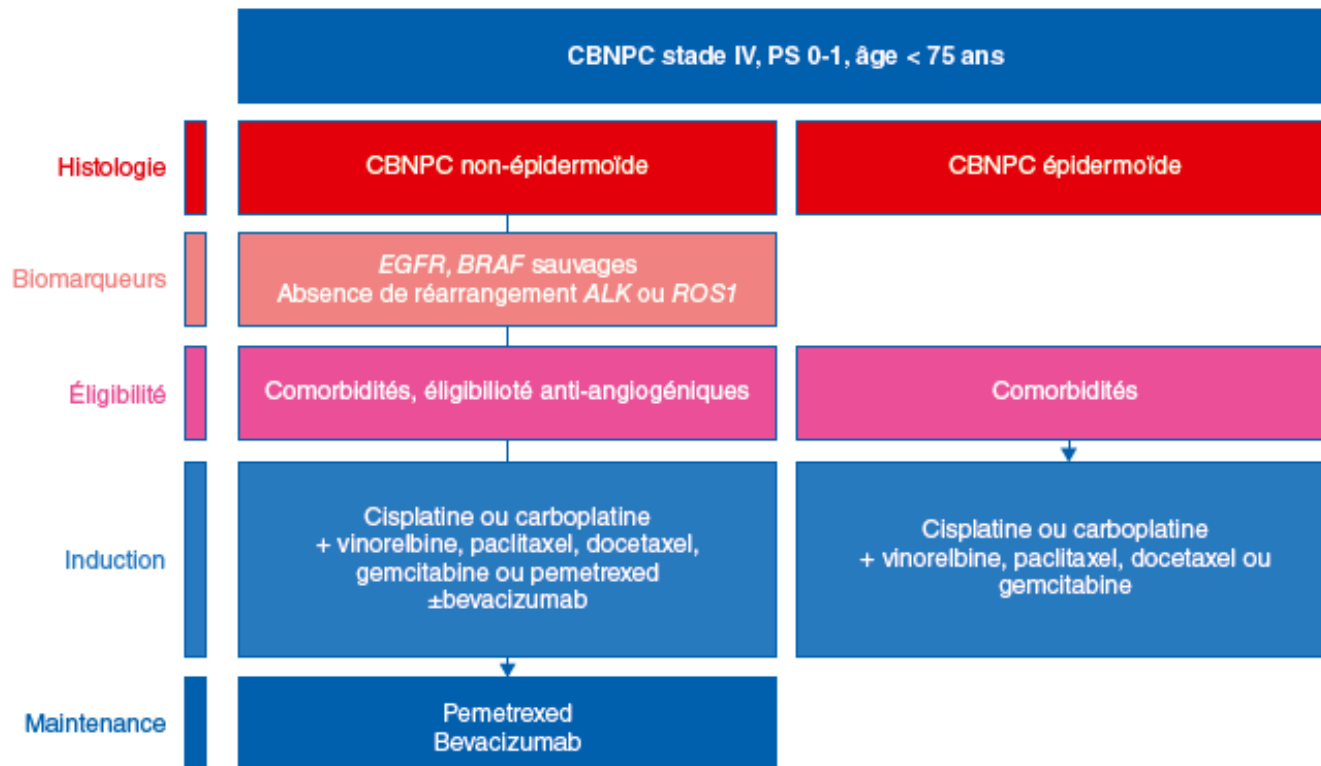 CBNPC stade IV, PS 0-1, âge < 75 ans
Histologie
CBNPC non-épidermoïde
CBNPC épidermoïde
Biomarqueurs
EGFR, BRAF sauvages
Absence de réarrangement ALK ou ROS1
Éligibilité
Comorbidités, éligibilioté anti-angiogéniques
Comorbidités
Induction
Cisplatine ou carboplatine
+ vinorelbine, paclitaxel, docetaxel,
gemcitabine ou pemetrexed
±bevacizumab
Cisplatine ou carboplatine
+ vinorelbine, paclitaxel, docetaxel ou
gemcitabine
Maintenance
Pemetrexed
Bevacizumab